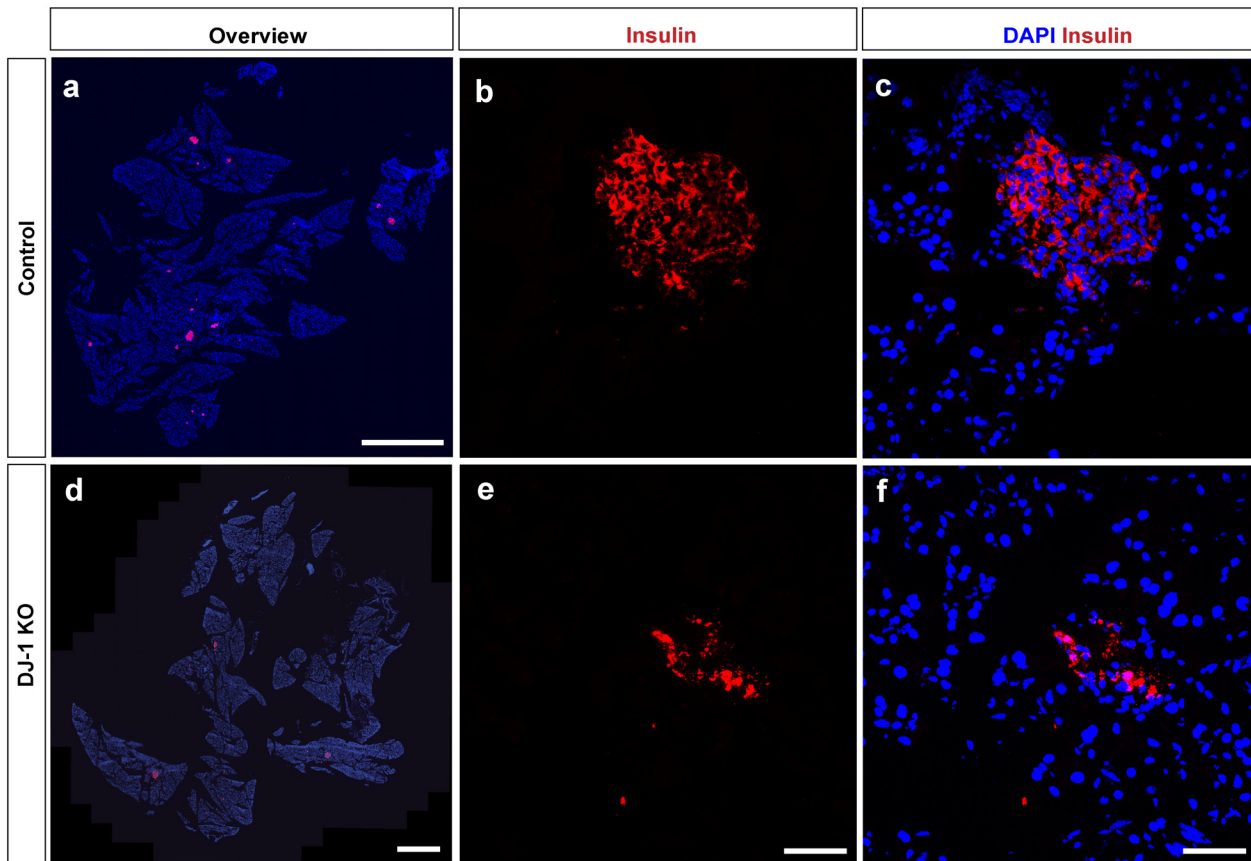 Overview
Insulin
DAPI Insulin
Control
a
b
c
DJ-1 KO
d
e
f